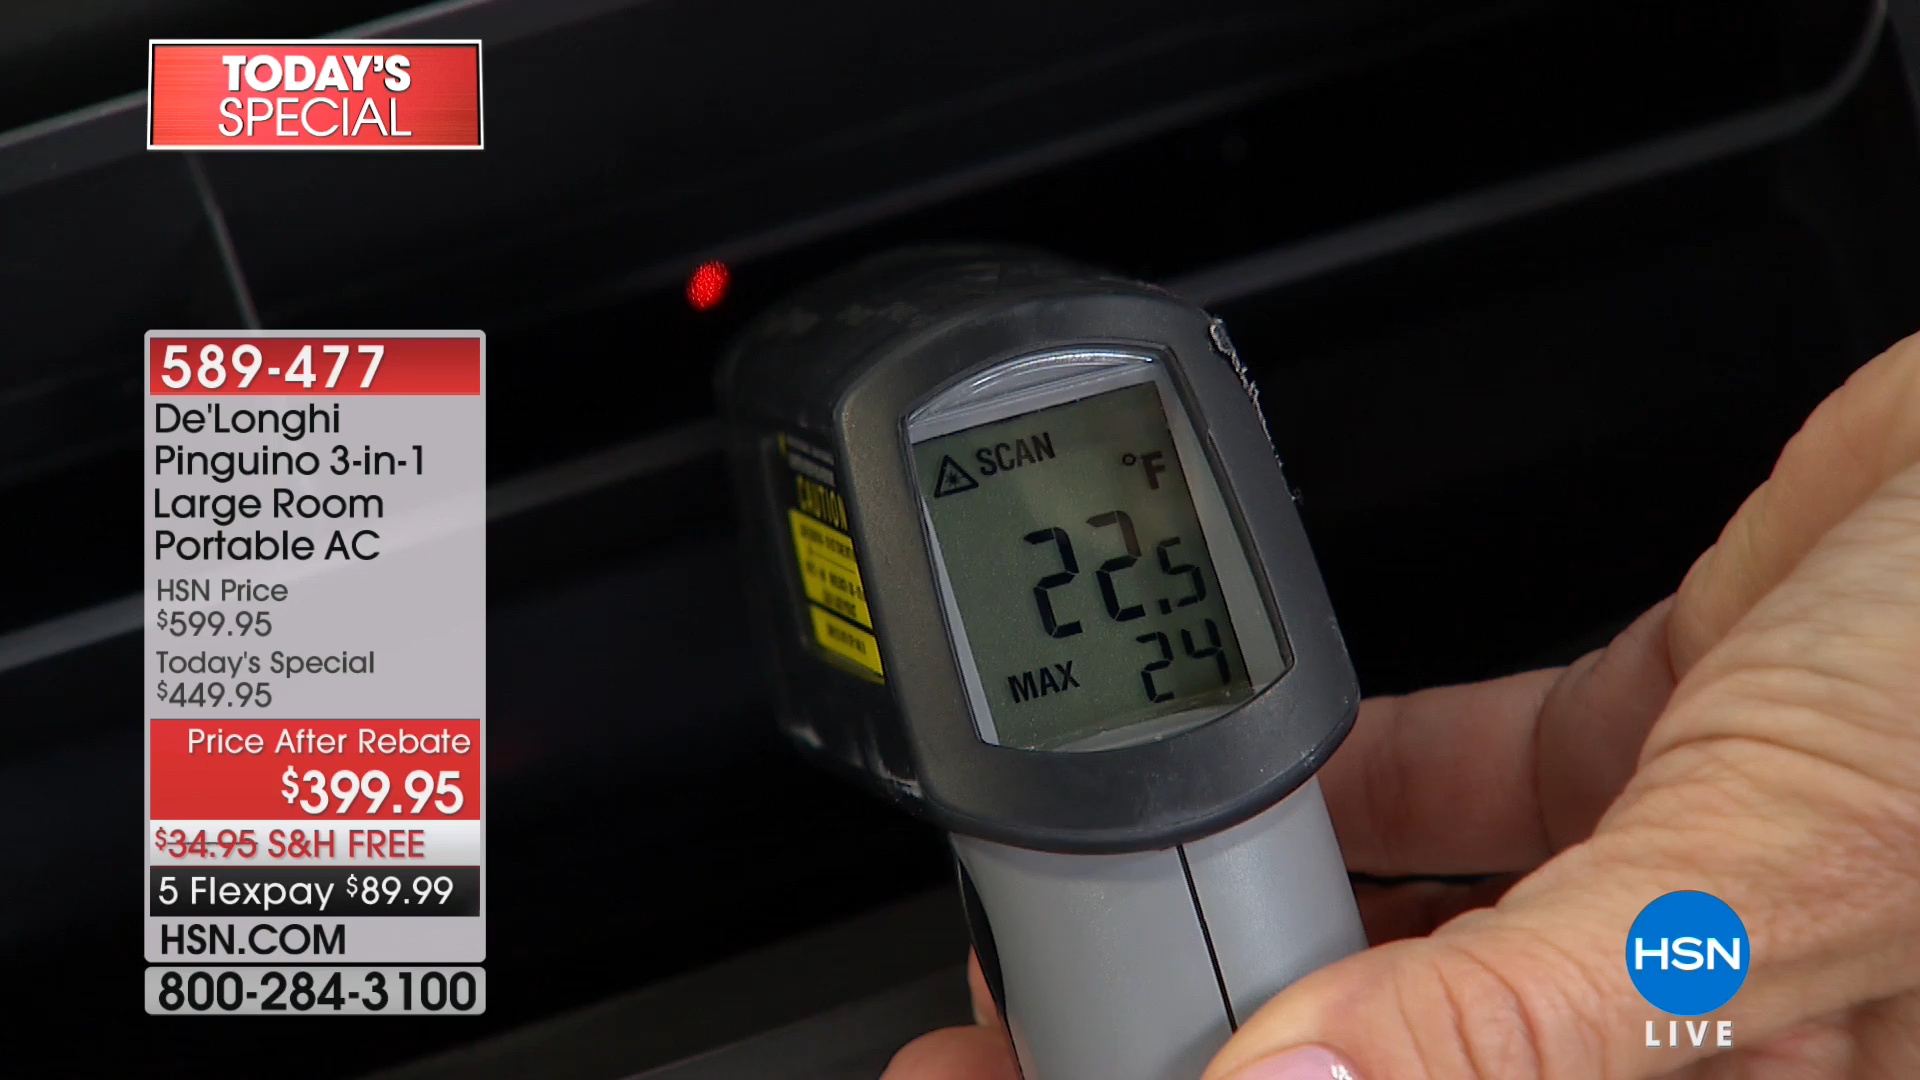 TODAY'S
SPECIAL
589-477
De'Longhi
Pinguino 3-in-1
Large Room
Portable AC
HSN Price
$599.95
Today's Special
$449.95
Price After Rebate
$399.95
$34.95 S&H FREE
5 Flexpay $89.99
HSN.COM
800-284-3100
SCAN
°F
22.5
MAX 24
CAUTION
HSN
LIVE